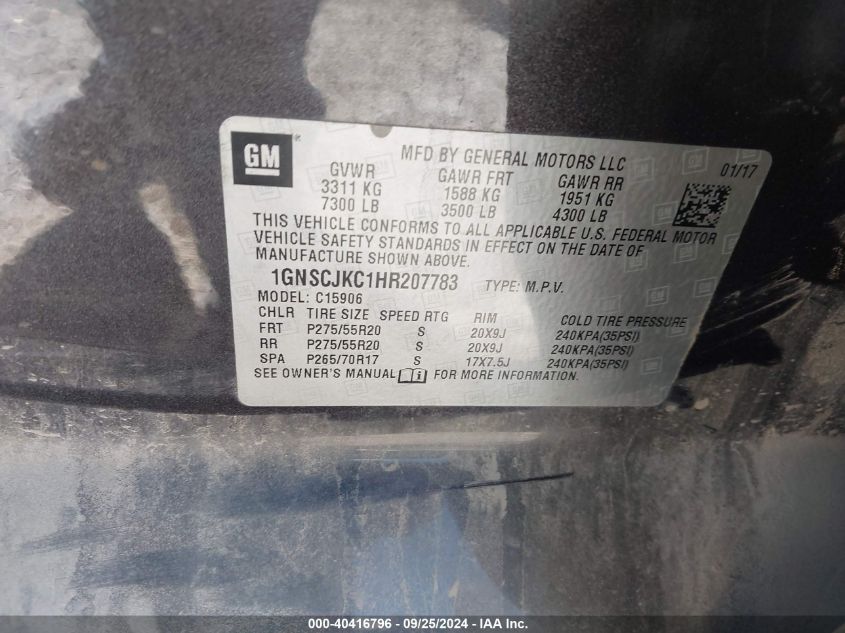 GM
MFD BY GENERAL MOTORS LLC
01/17
GVWR GAWR FRT GAWR RR
3311 KG 1588 KG 1951 KG
7300 LB 3500 LB 4300 LB
THIS VEHICLE CONFORMS TO ALL APPLICABLE U.S. FEDERAL MOTOR
VEHICLE SAFETY STANDARDS IN EFFECT ON THE DATE OF
MANUFACTURE SHOWN ABOVE.
1GNSCJKC1HR207783 TYPE: M.P.V.
MODEL: C15906
CHLR TIRE SIZE SPEED RTG RIM COLD TIRE PRESSURE
FRT P275/55R20 S 20X9J 240KPA(35PSI)
RR P275/55R20 S 20X9J 240KPA(35PSI)
SPA P265/70R17 S 17X7.5J 240KPA(35PSI)
SEE OWNER'S MANUAL i FOR MORE INFORMATION.
000-40416796 - 09/25/2024 - IAA Inc.